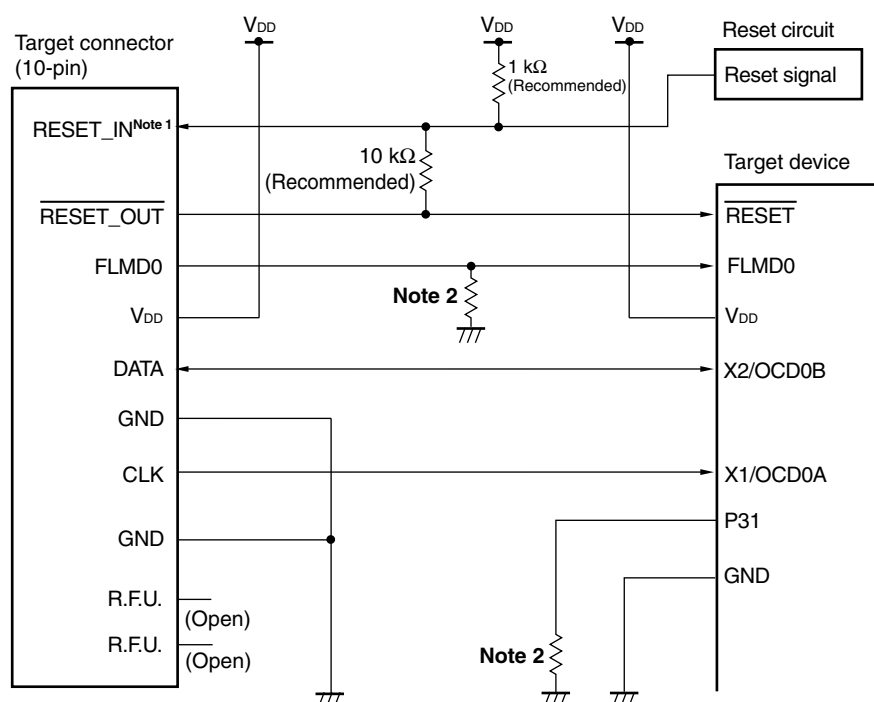 Target connector
(10-pin)
VDD
VDD
VDD
Reset circuit
Reset signal
1 kΩ
(Recommended)
RESET_IN Note 1
10 kΩ
(Recommended)
Target device
RESET_OUT
RESET
FLMD0
FLMD0
Note 2
VDD
VDD
DATA
X2/OCD0B
GND
CLK
X1/OCD0A
P31
GND
GND
R.F.U.
(Open)
R.F.U.
(Open)
Note 2